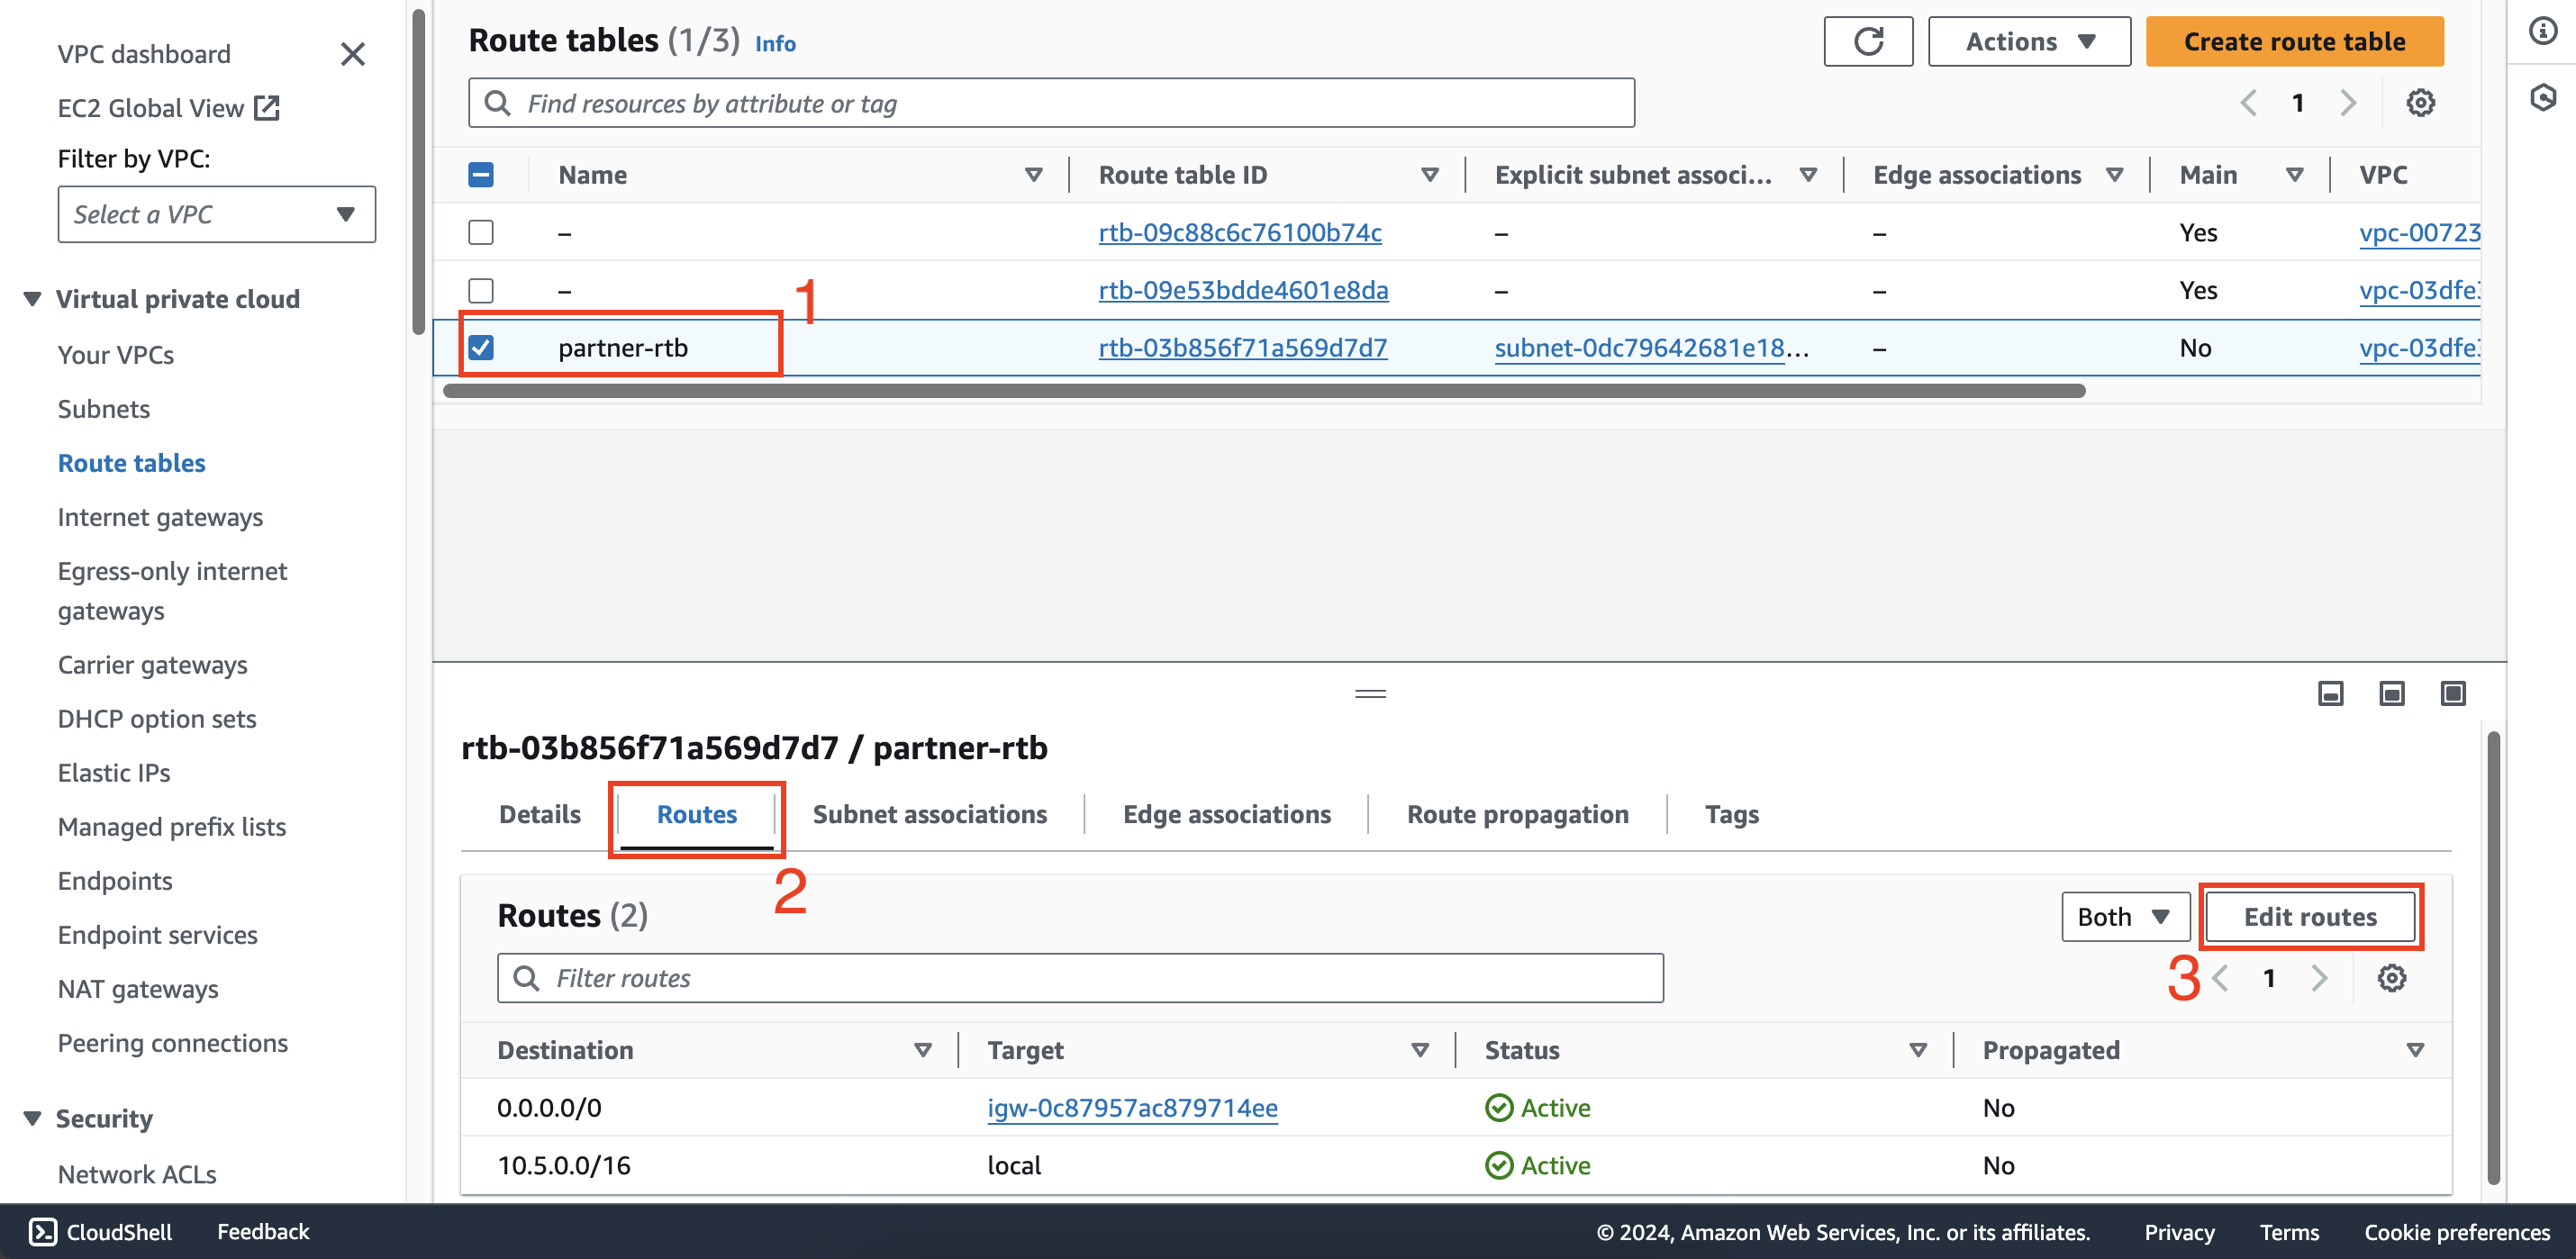 VPC dashboard
EC2 Global View
Filter by VPC:
Select a VPC
Virtual private cloud
Your VPCs
Subnets
Route tables
Internet gateways
Egress-only internet
gateways
Carrier gateways
DHCP option sets
Elastic IPs
Managed prefix lists
Endpoints
Endpoint services
NAT gateways
Peering connections
Security
Network ACLs
Route tables (1/3) Info
Actions
Create route table
Find resources by attribute or tag
1
Name Route table ID Explicit subnet associ... Edge associations Main VPC
– rtb-09c88c6c76100b74c – – Yes vpc-00723
– rtb-09e53bdde4601e8da – – Yes vpc-03dfe
1
partner-rtb rtb-03b856f71a569d7d7 subnet-0dc79642681e18... – No vpc-03dfe
rtb-03b856f71a569d7d7 / partner-rtb
Details Routes Subnet associations Edge associations Route propagation Tags
2
Routes (2)
Both Edit routes
3
Filter routes
1
Destination Target Status Propagated
0.0.0.0/0 igw-0c87957ac879714ee Active No
10.5.0.0/16 local Active No
CloudShell Feedback © 2024, Amazon Web Services, Inc. or its affiliates. Privacy Terms Cookie preferences